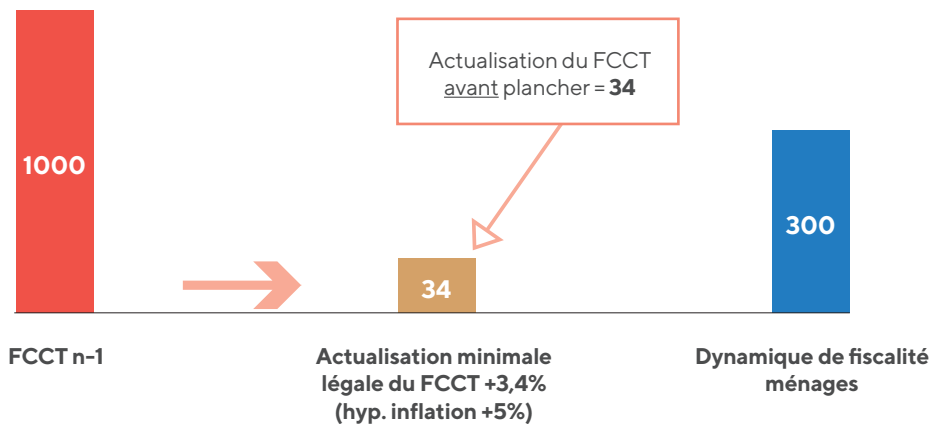 Actualisation du FCCT
avant plancher = 34
1000
300
34
FCCT n-1
Actualisation minimale
légale du FCCT +3,4%
(hyp. inflation +5%)
Dynamique de fiscalité
ménages